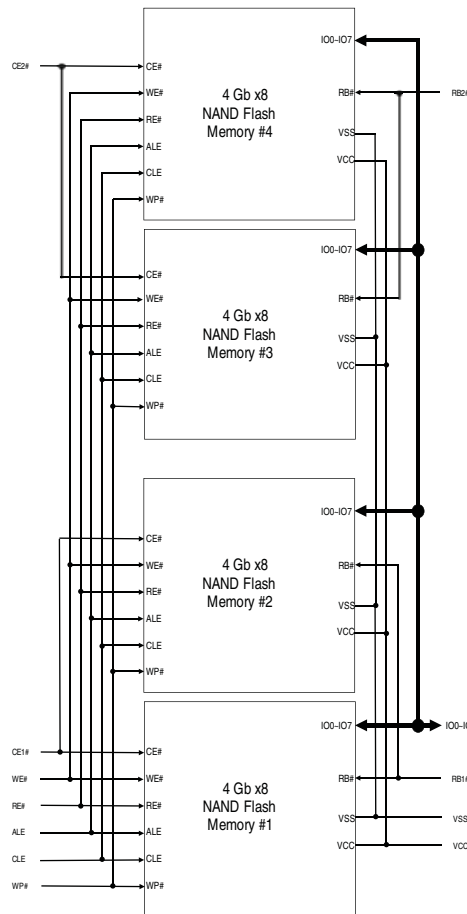 IO0-IO7
CE2# CE# 4 Gb x8
WE# NAND Flash RB# RB2#
RE# Memory #4
ALE VSS
CLE VCC
WP#
IO0-IO7
CE# 4 Gb x8
WE# NAND Flash RB#
RE# Memory #3
ALE VSS
CLE VCC
WP#
IO0-IO7
CE# 4 Gb x8
WE# NAND Flash RB#
RE# Memory #2
ALE VSS
CLE VCC
WP#
IO0-IO7 IO0-IO
CE1# CE#
WE# WE# 4 Gb x8 RB# RB1#
RE# RE# NAND Flash
ALE ALE Memory #1 VSS VSS
CLE CLE VCC VCC
WP# WP#